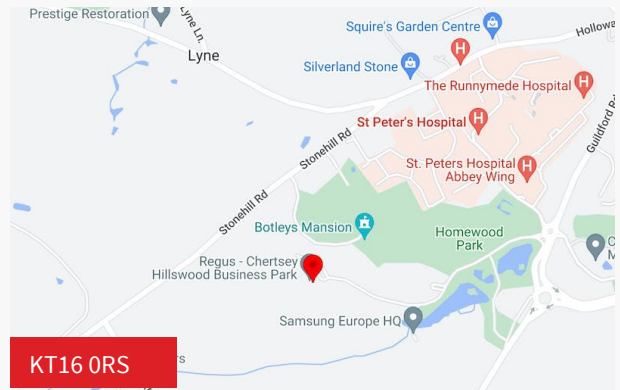 Prestige Restoration
Lyne Ln.
Lyne
Squire's Garden Centre
Hollowa
Silverland Stone
The Runnymede Hospital
St Peter's Hospital
Guildford Rd
Stonehill Rd
St. Peters Hospital
Abbey Wing
Stonehill Rd
Botleys Mansion
Homewood
Park
Regus - Chertsey
Hillswood Business Park
C
M
Samsung Europe HQ
KT16 0RS
rs